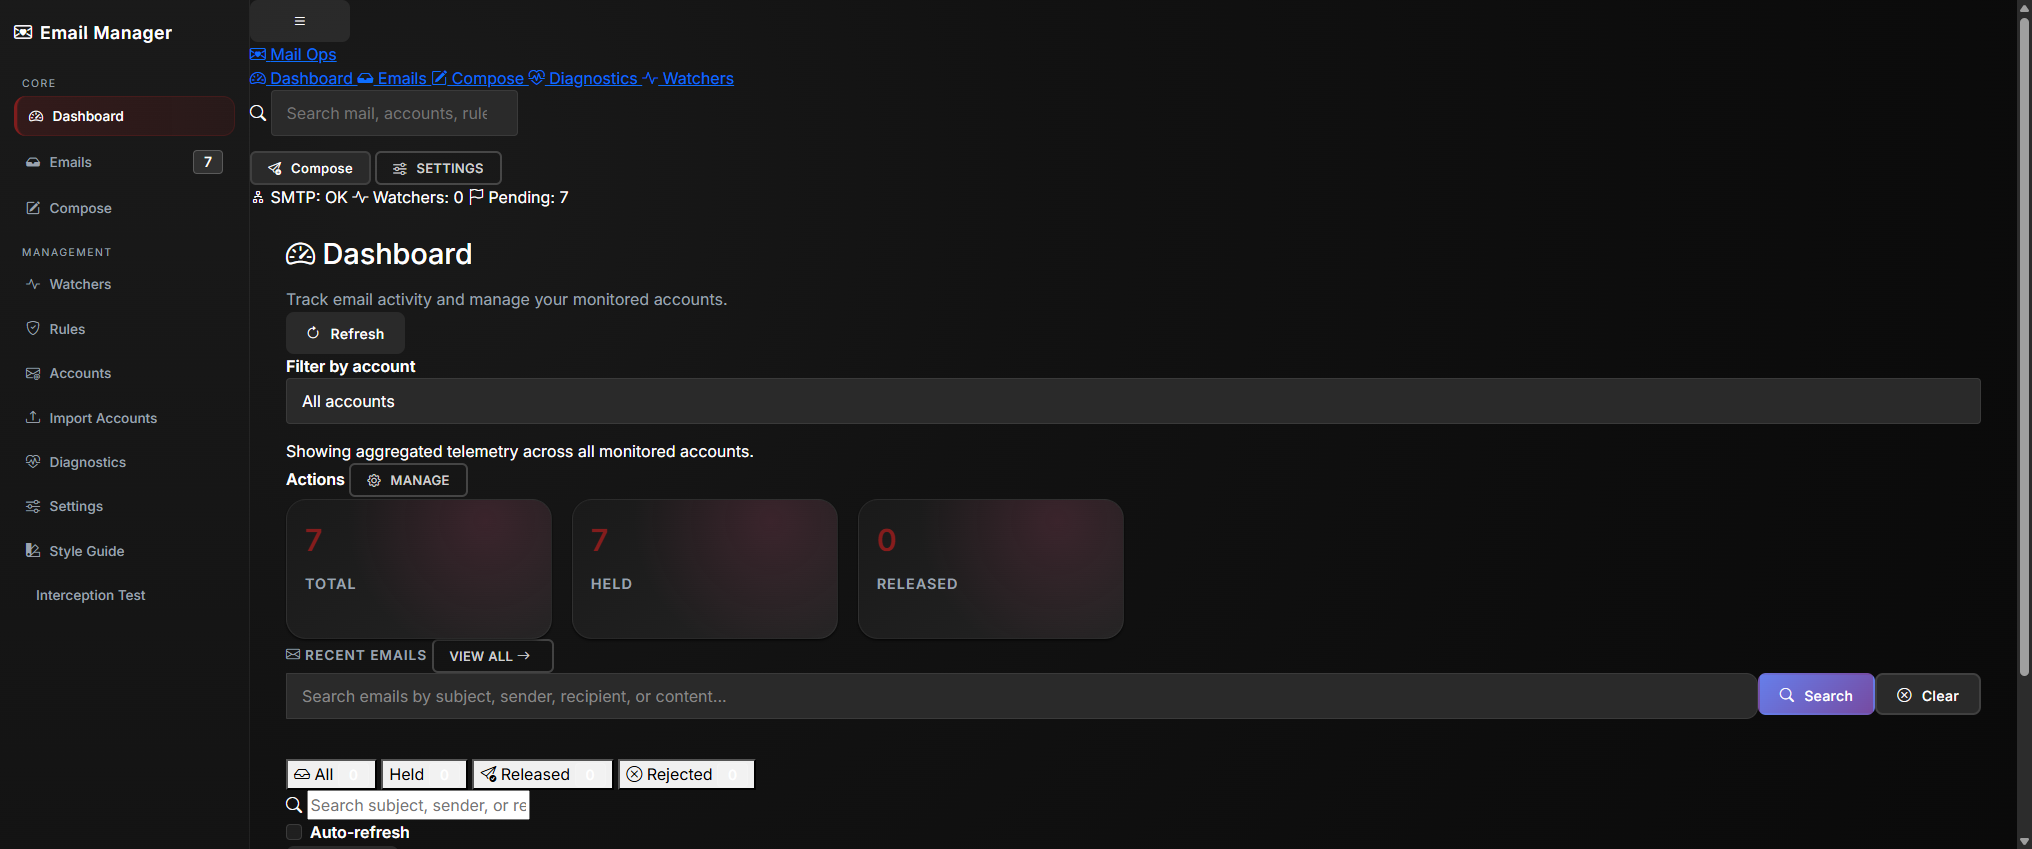 Email Manager
CORE
Dashboard
Emails 7
Compose
MANAGEMENT
Watchers
Rules
Accounts
Import Accounts
Diagnostics
Settings
Style Guide
Interception Test
Mail Ops
Dashboard Emails Compose Diagnostics Watchers
Search mail, accounts, rule
Compose SETTINGS
SMTP: OK Watchers: 0 Pending: 7
Dashboard
Track email activity and manage your monitored accounts.
Refresh
Filter by account
All accounts
Showing aggregated telemetry across all monitored accounts.
Actions MANAGE
7 7 0
TOTAL HELD RELEASED
RECENT EMAILS VIEW ALL →
Search emails by subject, sender, recipient, or content... Search Clear
All 0 Held 0 Released 0 Rejected 0
Search subject, sender, or re
Auto-refresh